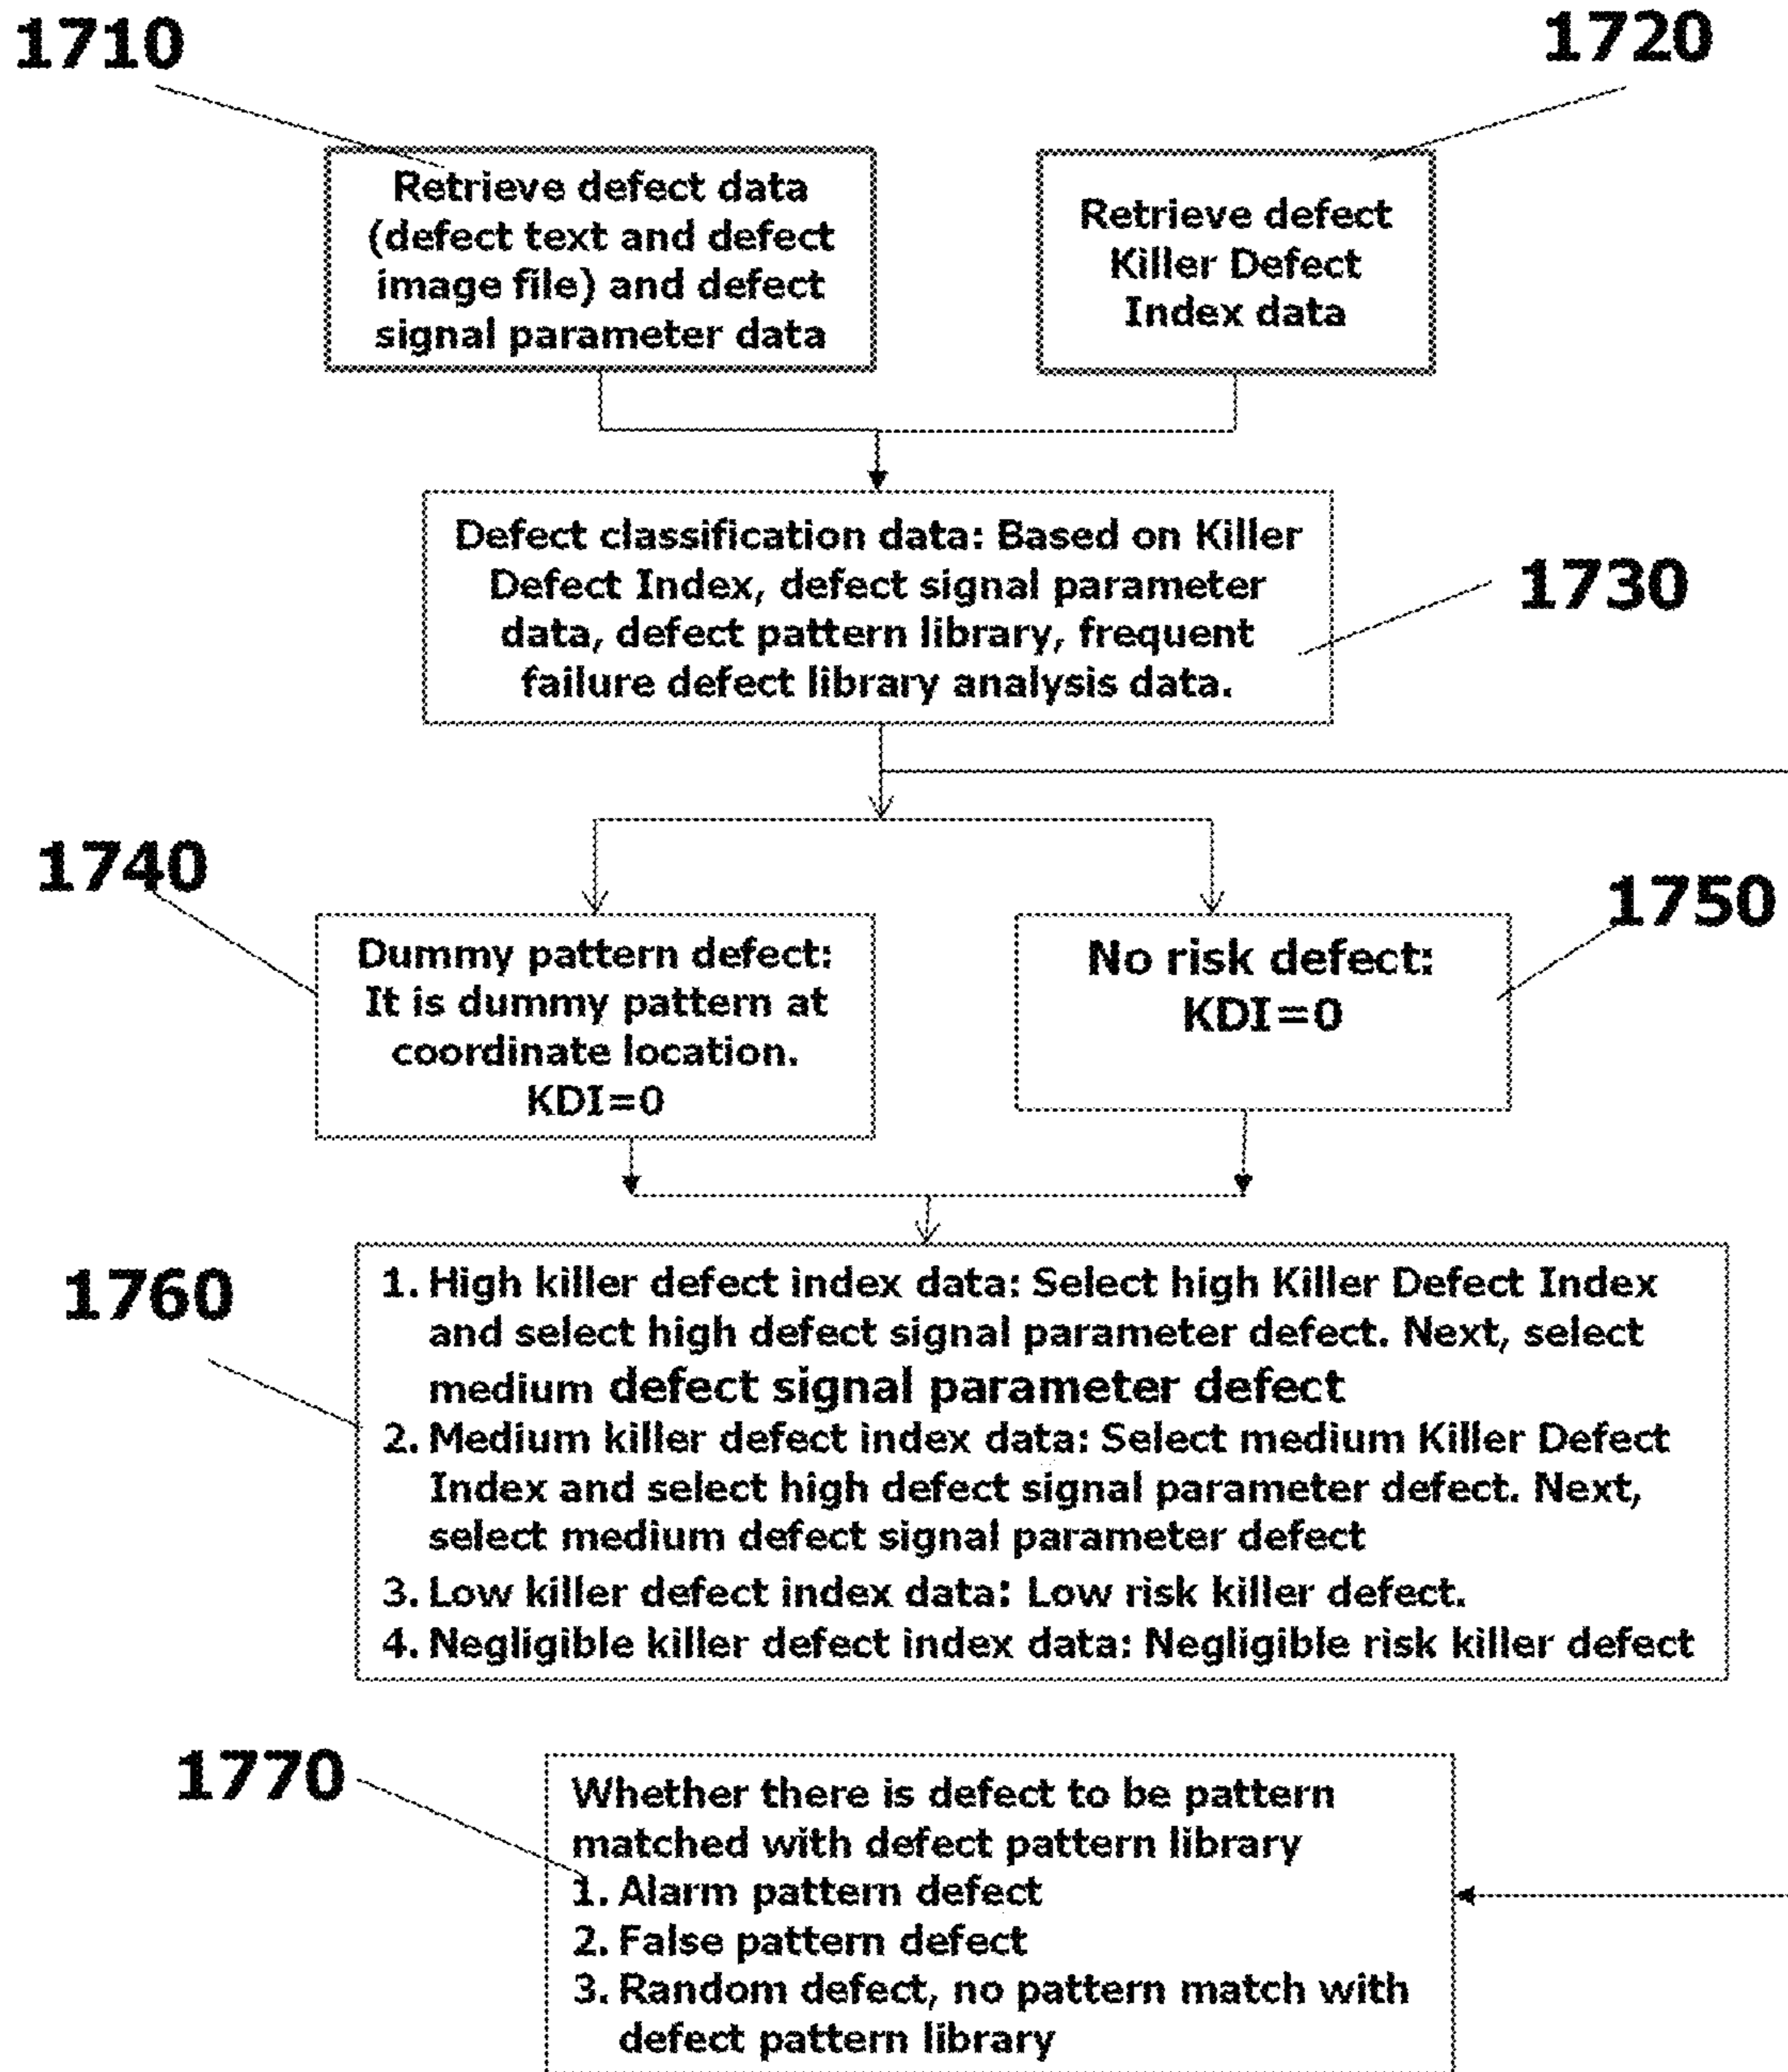 1710
1720
Retrieve defect data
(defect text and defect
image file) and defect
signal parameter data
Retrieve defect
Killer Defect
Index data
Defect classification data: Based on Killer
Defect Index, defect signal parameter
data, defect pattern library, frequent
failure defect library analysis data.
1730
1740
1750
Dummy pattern defect:
It is dummy pattern at
coordinate location.
KDI=0
No risk defect:
KDI=0
1760
1. High killer defect index data: Select high Killer Defect Index
and select high defect signal parameter defect. Next, select
medium defect signal parameter defect
2. Medium killer defect index data: Select medium Killer Defect
Index and select high defect signal parameter defect. Next,
select medium defect signal parameter defect
3. Low killer defect index data: Low risk killer defect.
4. Negligible killer defect index data: Negligible risk killer defect
1770
Whether there is defect to be pattern
matched with defect pattern library
1. Alarm pattern defect
2. False pattern defect
3. Random defect, no pattern match with
defect pattern library